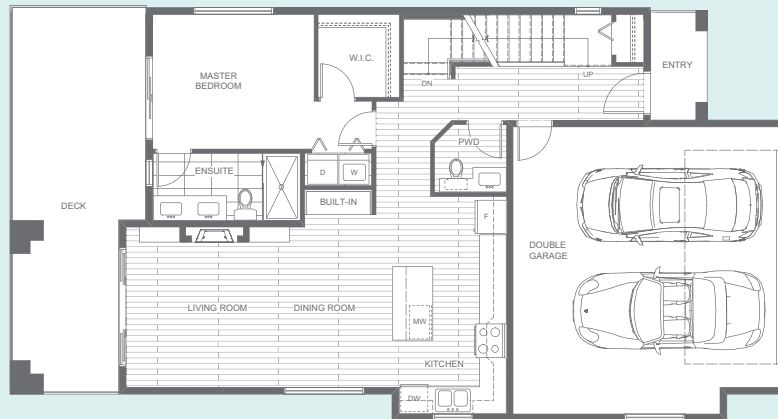 W.I.C.
MASTER
BEDROOM
ENTRY
UP
DN
PWD
ENSUITE
D
W
BUILT-IN
DECK
F
DOUBLE
GARAGE
LIVING ROOM
DINING ROOM
MW
KITCHEN
DW